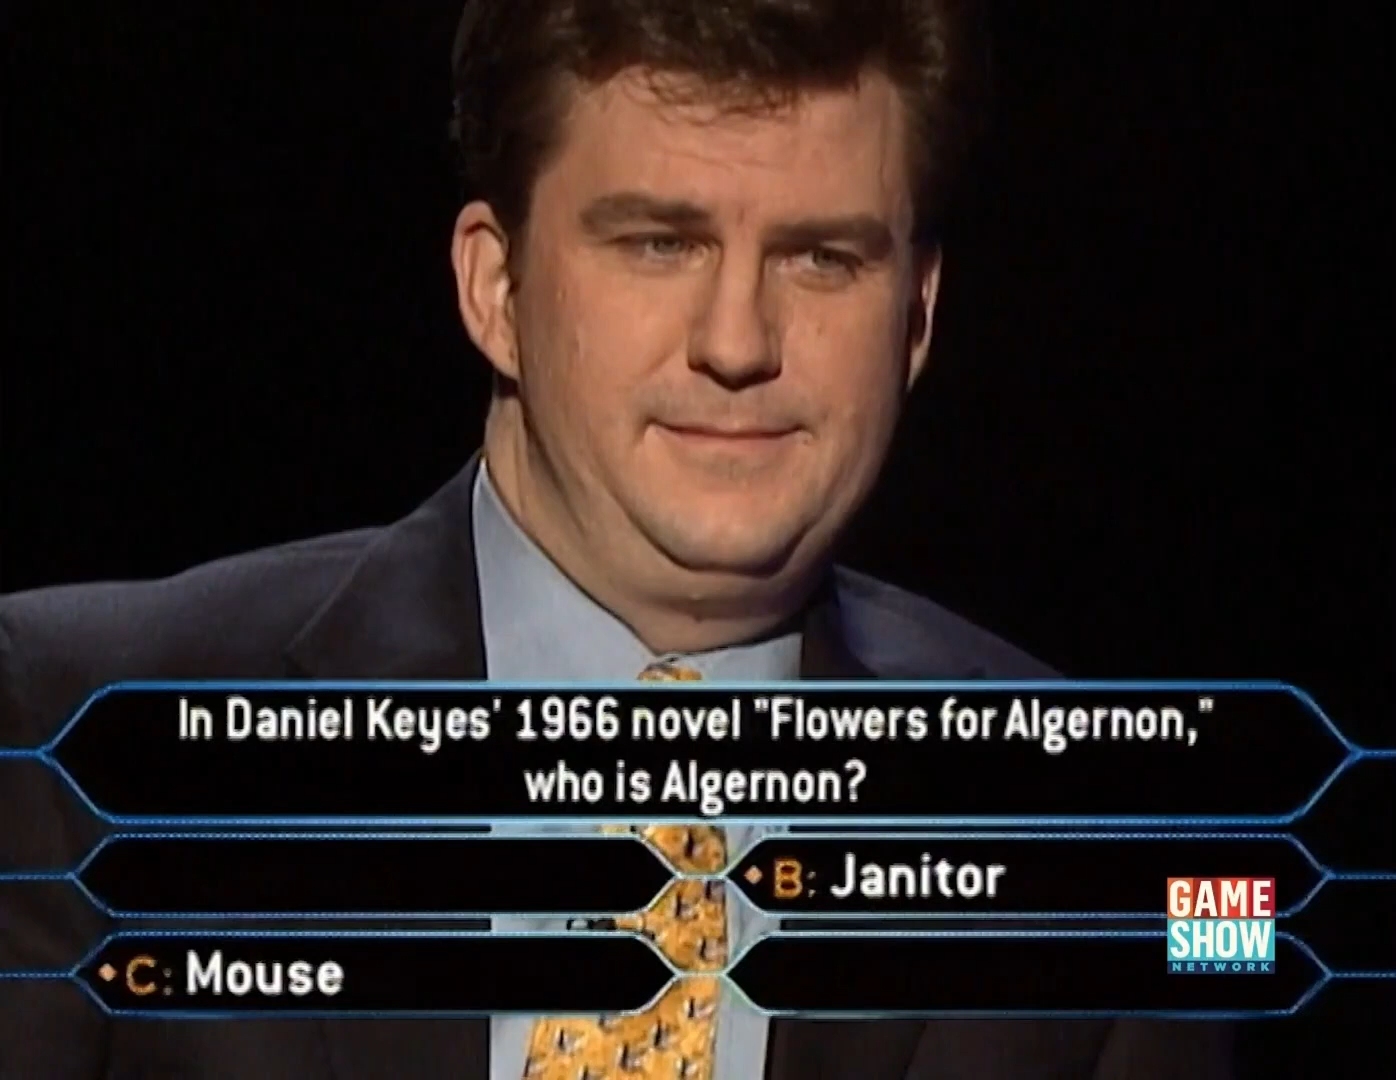 In Daniel Keyes' 1966 novel "Flowers for Algernon,"
who is Algernon?
B: Janitor
C: Mouse
GAME
SHOW
NETWORK